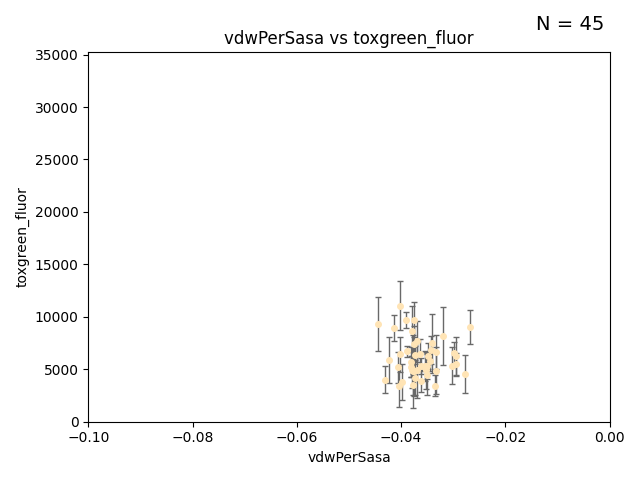 N = 45
vdwPerSasa vs toxgreen_fluor
35000
30000
25000
20000
15000
10000
5000
0
toxgreen_fluor
−0.10 −0.08 −0.06 −0.04 −0.02 0.00
vdwPerSasa